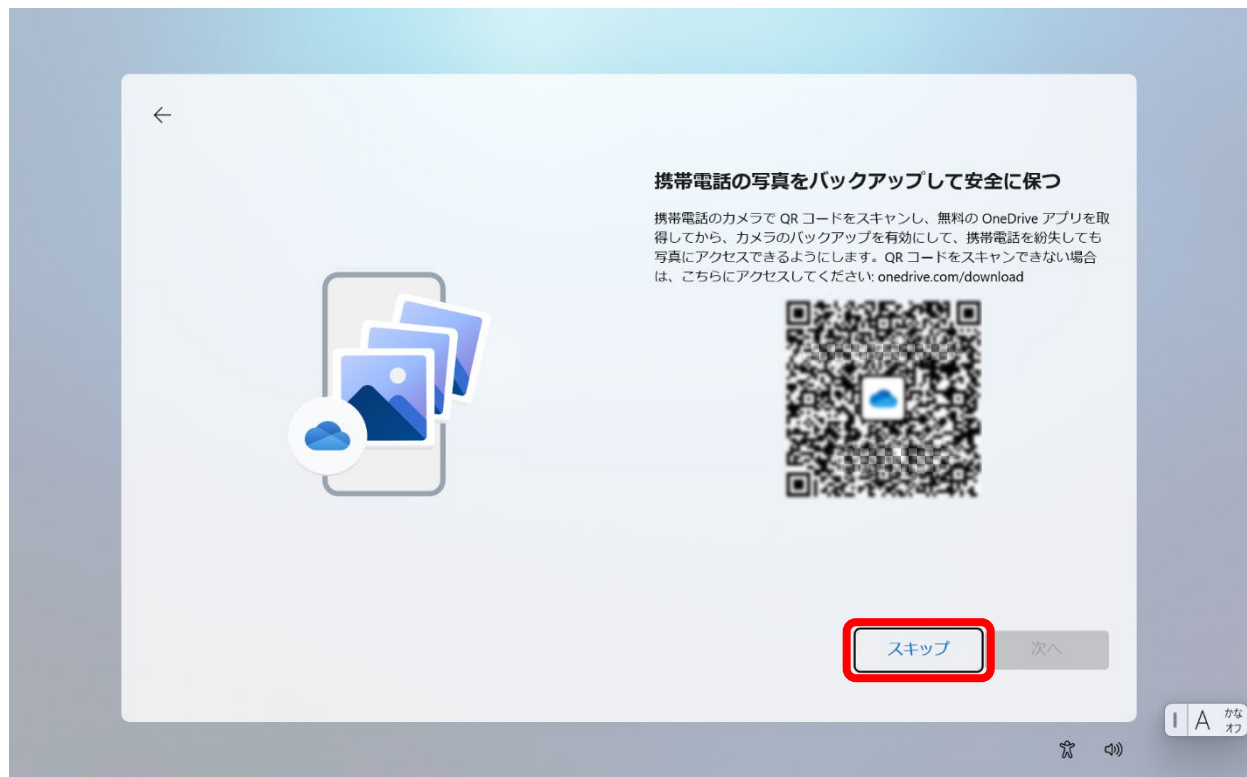 携帯電話の写真をバックアップして安全に保つ
携帯電話のカメラで QR コードをスキャンし、無料の OneDrive アプリを取
得してから、カメラのバックアップを有効にして、携帯電話を紛失しても
写真にアクセスできるようにします。QR コードをスキャンできない場合
は、こちらにアクセスしてください: onedrive.com/download
スキップ
次へ
A
かな
オフ